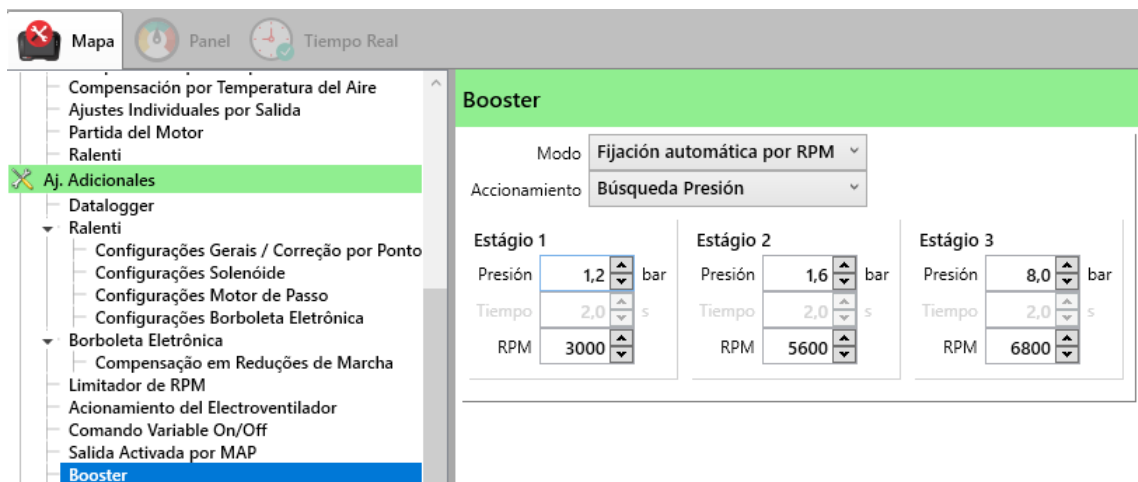 Mapa
Panel
Tiempo Real
Compensación por Temperatura del Aire
Ajustes Individuales por Salida
Partida del Motor
Ralenti
Aj. Adicionales
Datalogger
Ralenti
Configurações Gerais / Correção por Ponto
Configurações Solenóide
Configurações Motor de Passo
Configurações Borboleta Eletrônica
Borboleta Eletrônica
Compensação em Reduções de Marcha
Limitador de RPM
Acionamiento del Electroventilador
Comando Variable On/Off
Salida Activada por MAP
Booster
Booster
Modo Fijación automática por RPM
Accionamiento Búsqueda Presión
Estágio 1
Presión 1,2 bar
Tiempo 2,0 s
RPM 3000
Estágio 2
Presión 1,6 bar
Tiempo 2,0 s
RPM 5600
Estágio 3
Presión 8,0 bar
Tiempo 2,0 s
RPM 6800